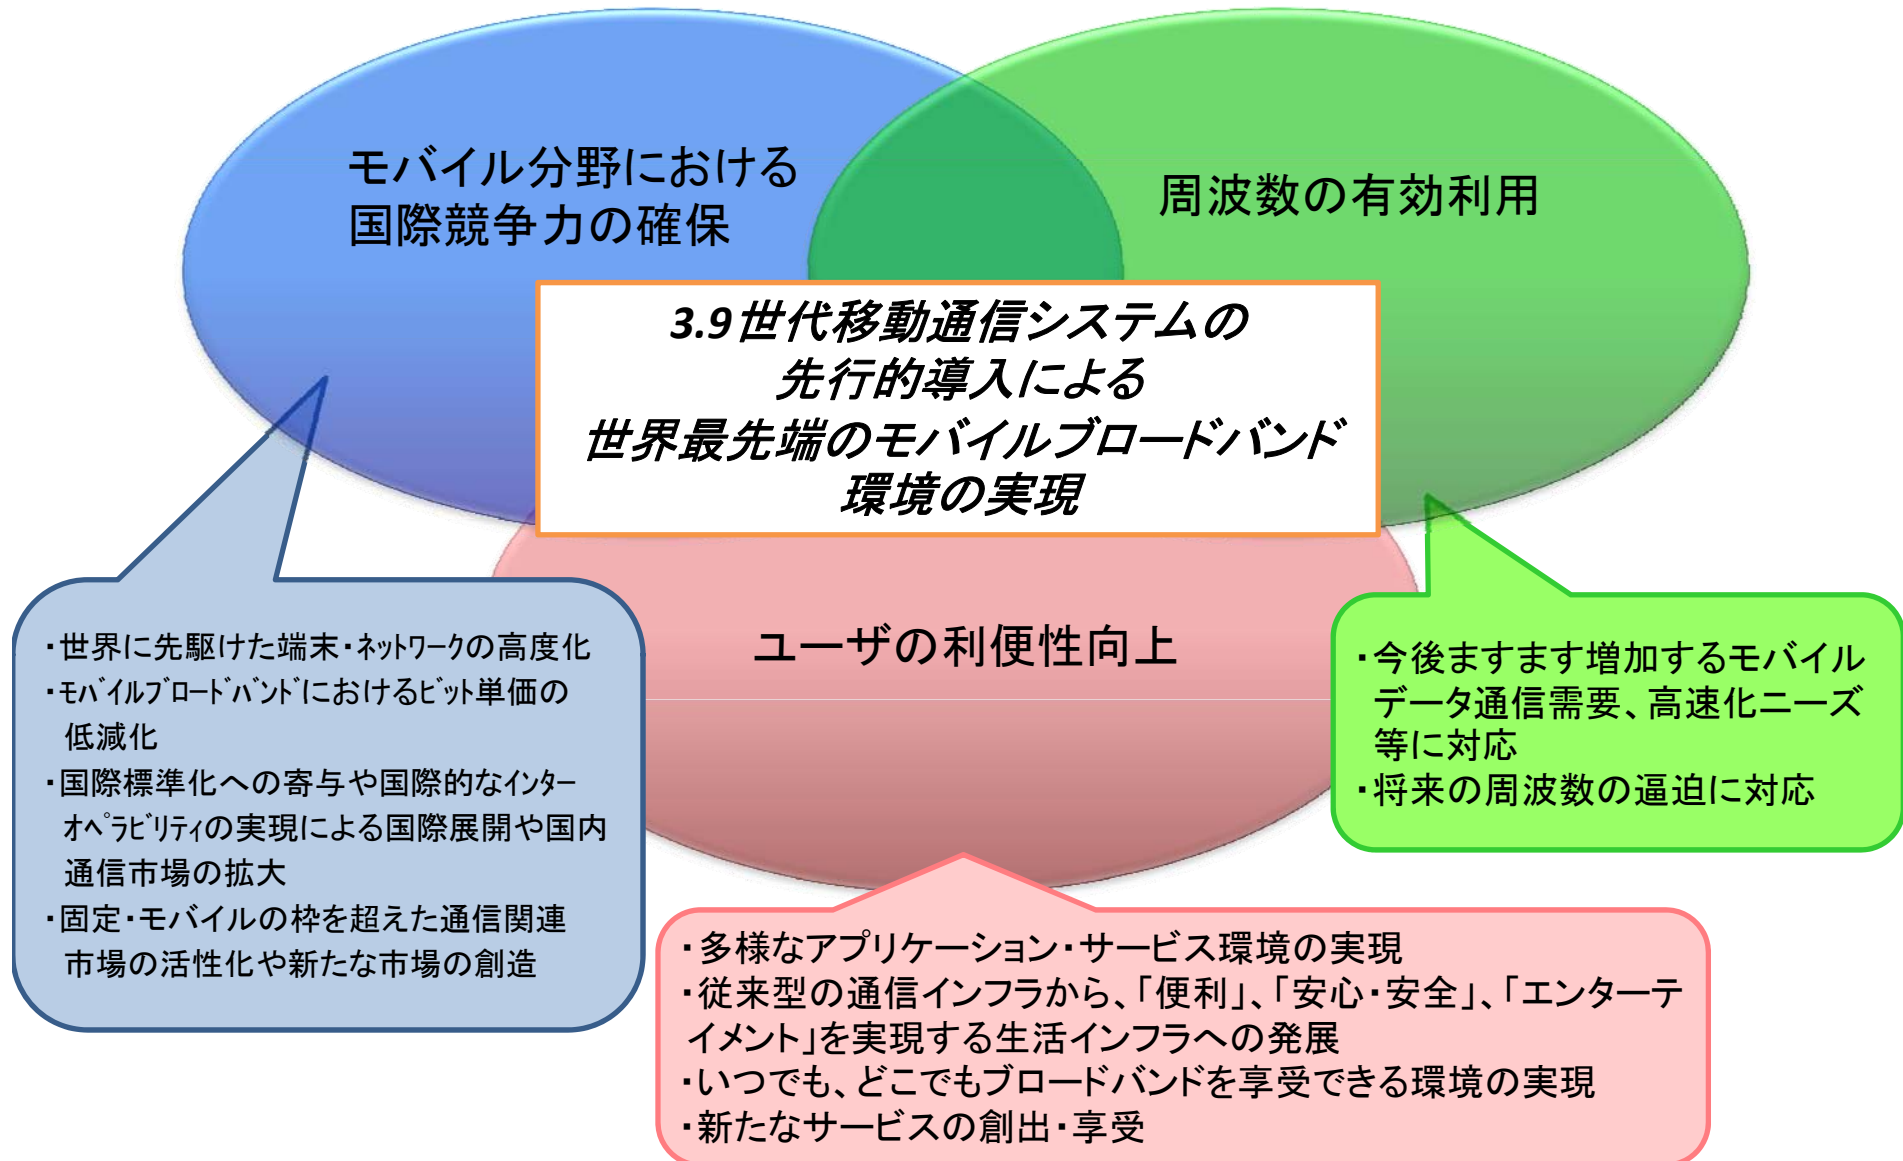 モバイル分野における
国際競争力の確保
周波数の有効利用
3.9世代移動通信システムの
先行的導入による
世界最先端のモバイルブロードバンド
環境の実現
ユーザの利便性向上
・世界に先駆けた端末・ﾈｯﾄﾜｰｸの高度化
・ﾓﾊﾞｲﾙﾌﾞﾛｰﾄﾞﾊﾞﾝﾄﾞにおけるﾋﾞｯﾄ単価の
低減化
・国際標準化への寄与や国際的なｲﾝﾀｰ
ｵﾍﾟﾗﾋﾞﾘﾃｨの実現による国際展開や国内
通信市場の拡大
・固定・モバイルの枠を超えた通信関連
市場の活性化や新たな市場の創造
・今後ますます増加するモバイル
データ通信需要、高速化ニーズ
等に対応
・将来の周波数の逼迫に対応
・多様なアプリケーション・サービス環境の実現
・従来型の通信インフラから、「便利」、「安心・安全」、「エンターテ
イメント」を実現する生活インフラへの発展
・いつでも、どこでもブロードバンドを享受できる環境の実現
・新たなサービスの創出・享受